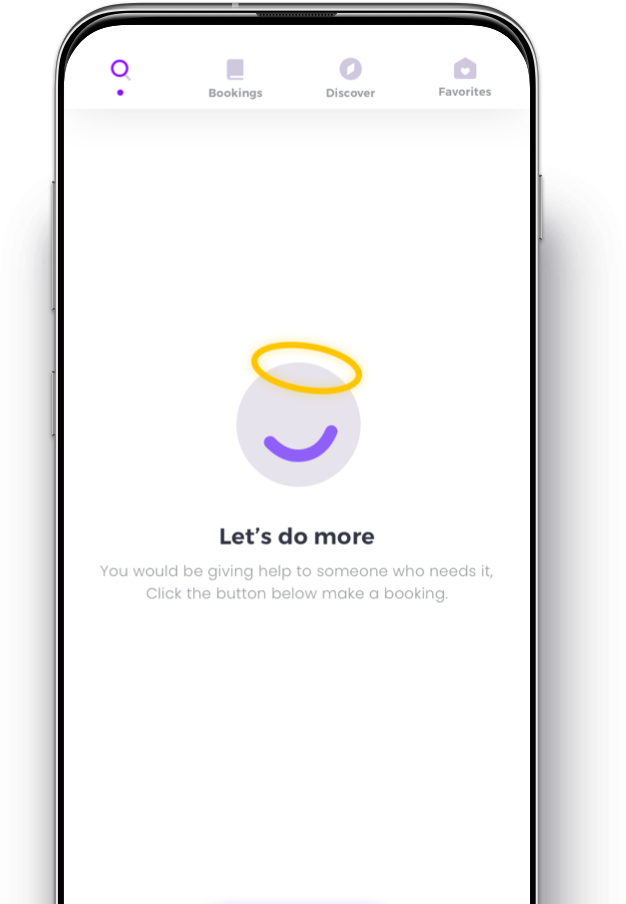 Bookings
Discover
Favorites
Let's do more
You would be giving help to someone who needs it,
Click the button below make a booking.